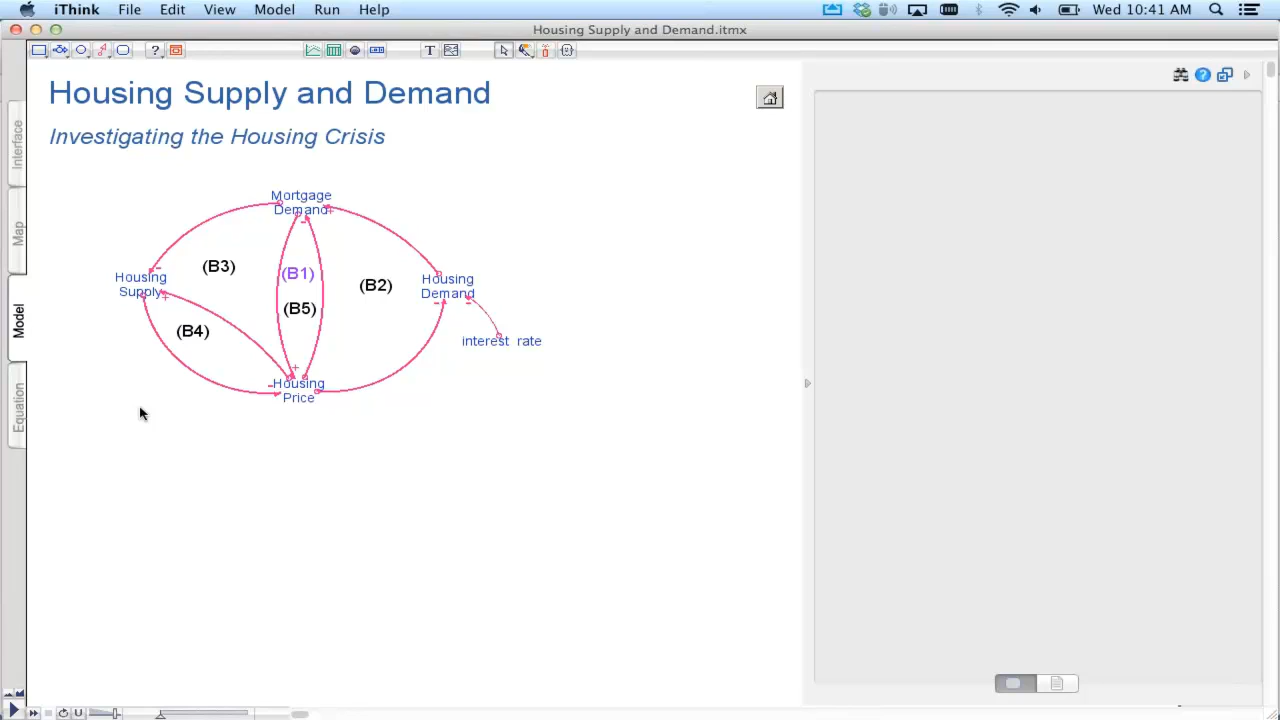 iThink File Edit View Model Run Help Wed 10:41 AM
Housing Supply and Demand.itmx
? T
Housing Supply and Demand
Investigating the Housing Crisis
Interface
Map
Model
Equation
Mortgage
Demand
+
-
-
(B3)
(B1)
(B2)
Housing
Supply
+
Housing
Demand
- -
(B5)
(B4)
interest rate
+
-
Housing
Price
?
U